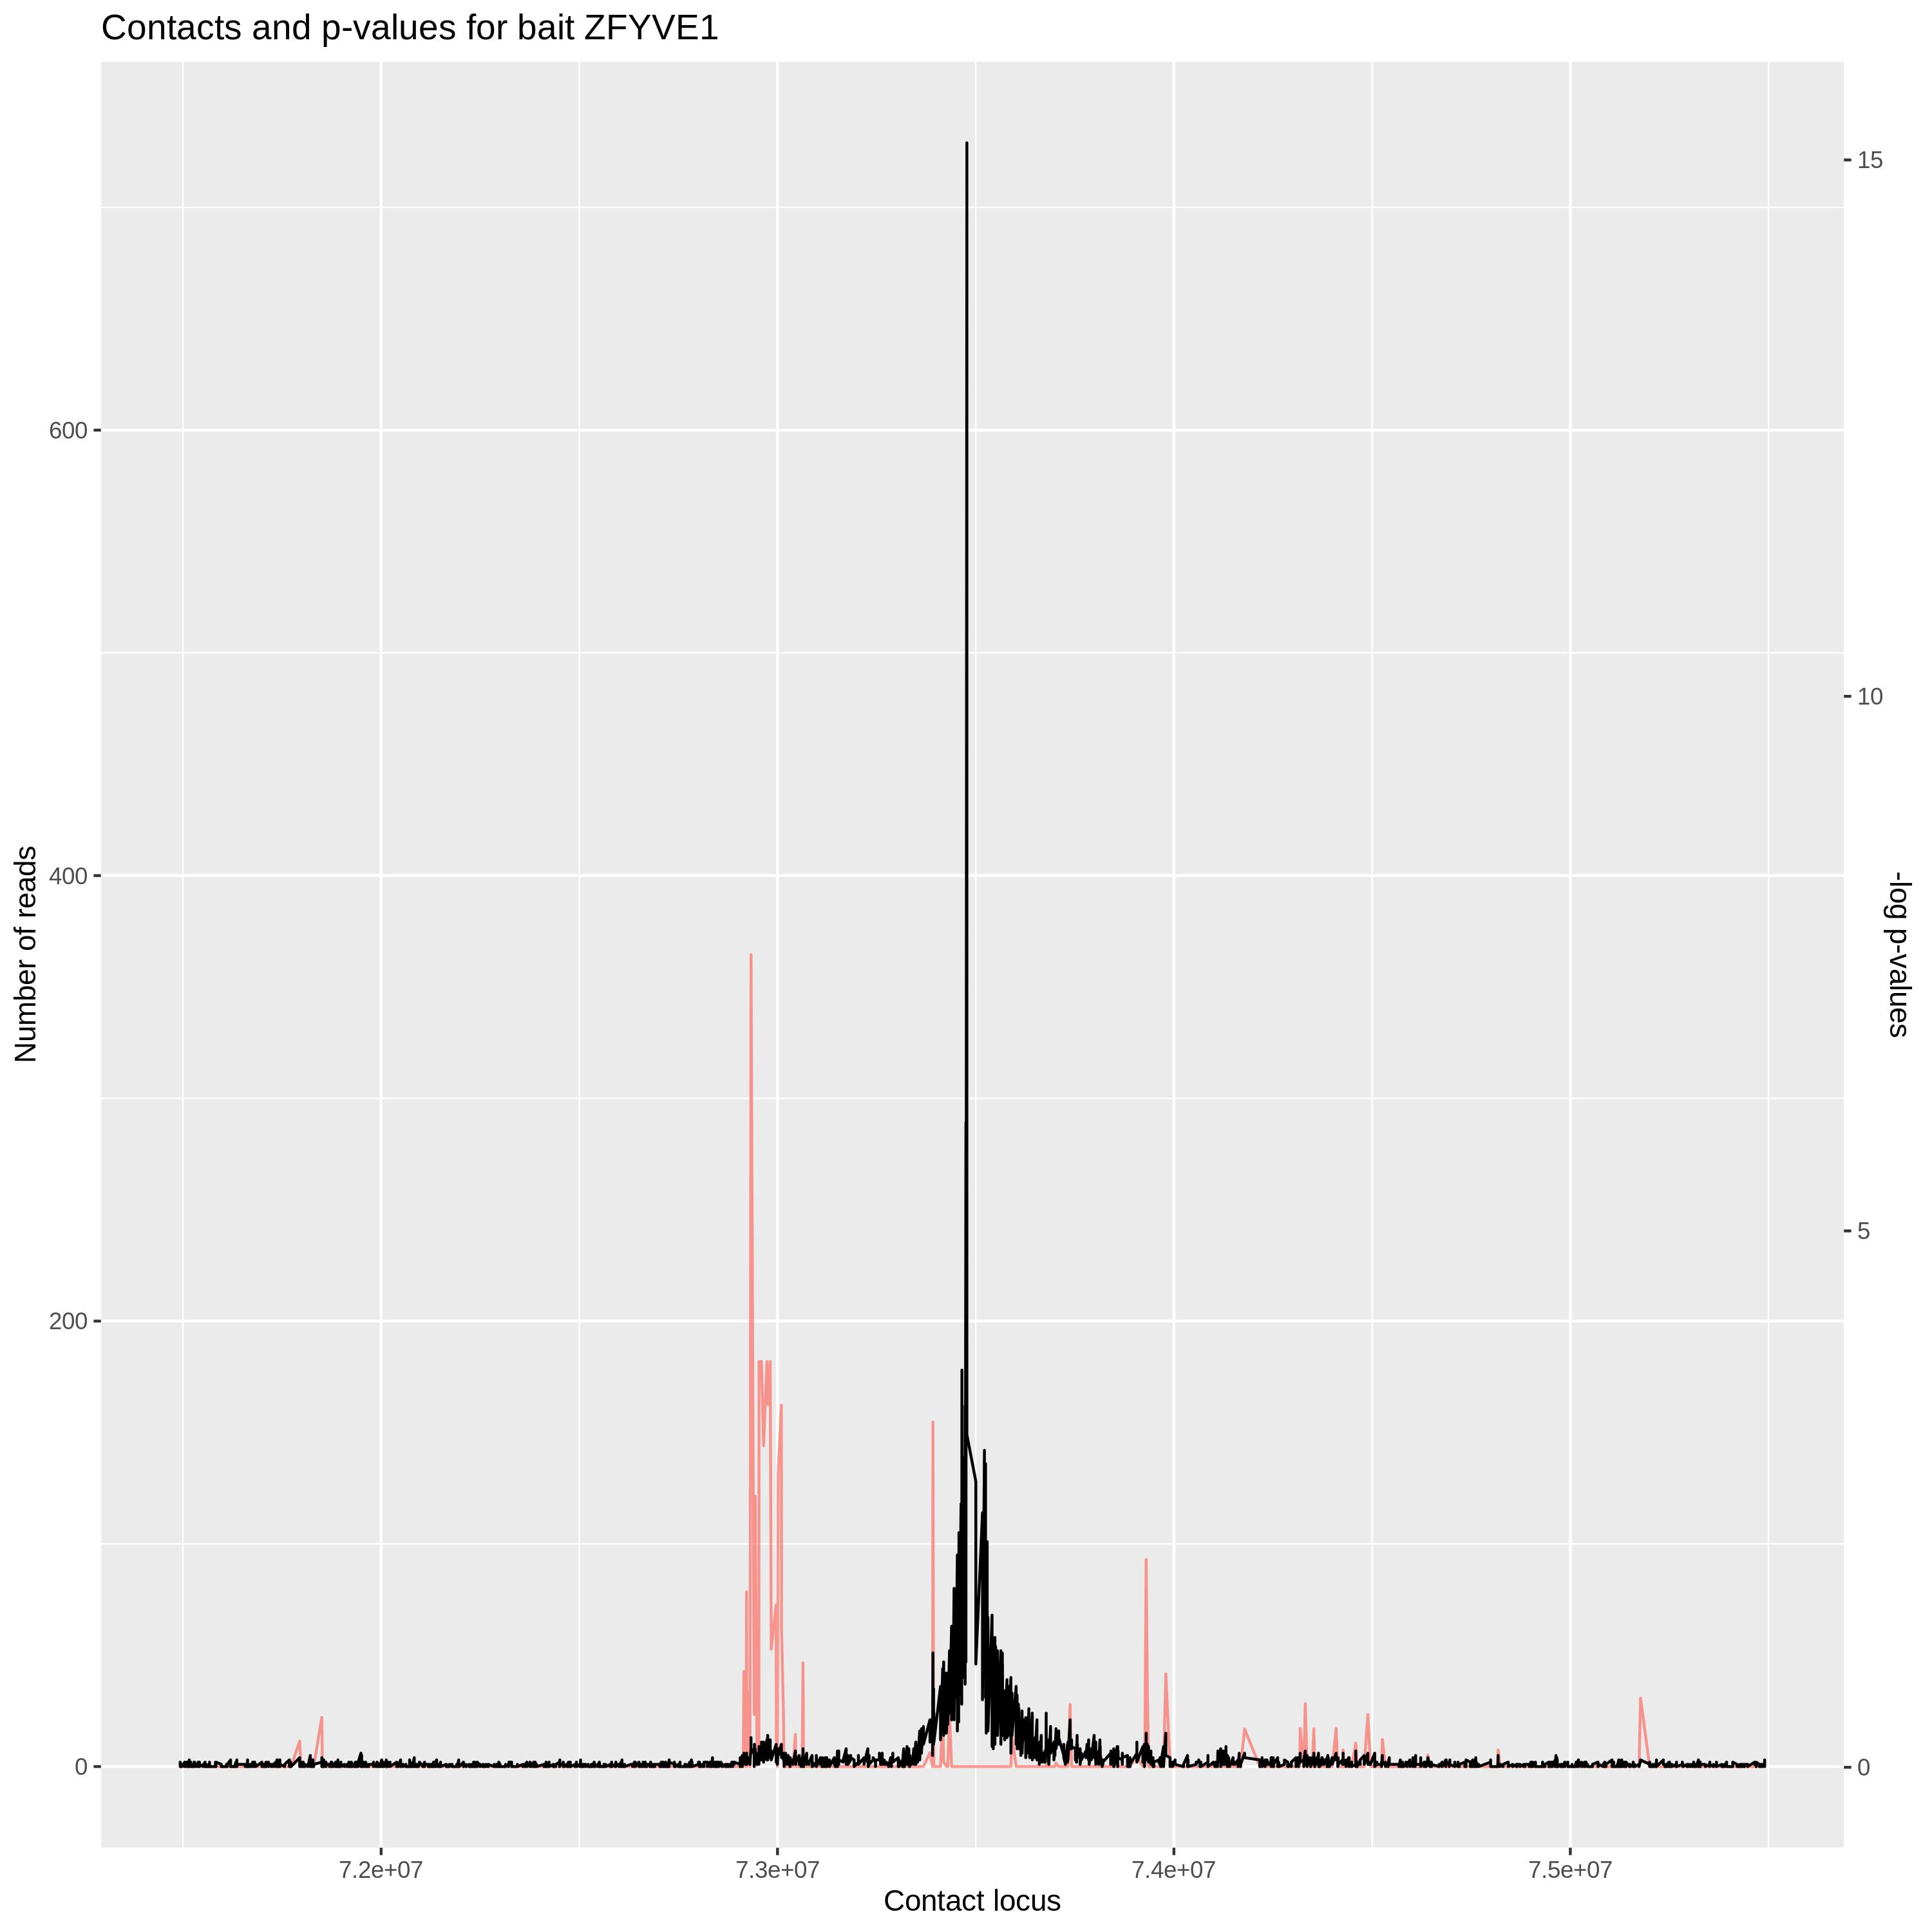 Contacts and p-values for bait ZFYVE1
Number of reads
600
400
200
0
15
10
5
0
-log p-values
7.2e+07
7.3e+07
7.4e+07
7.5e+07
Contact locus